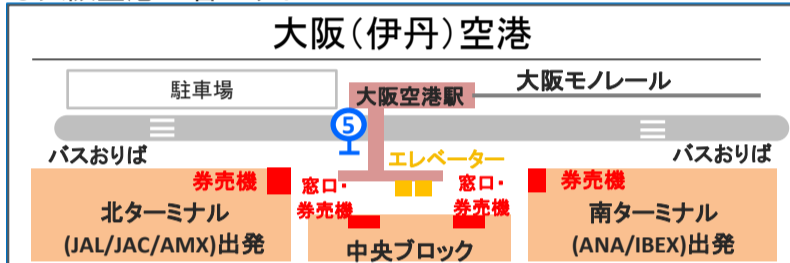 大阪（伊丹）空港
駐車場
大阪空港駅
大阪モノレール
5
バスおりば
エレベーター
バスおりば
券売機
窓口・
券売機
窓口・
券売機
券売機
北ターミナル
(JAL/JAC/AMX)出発
中央ブロック
南ターミナル
(ANA/IBEX)出発